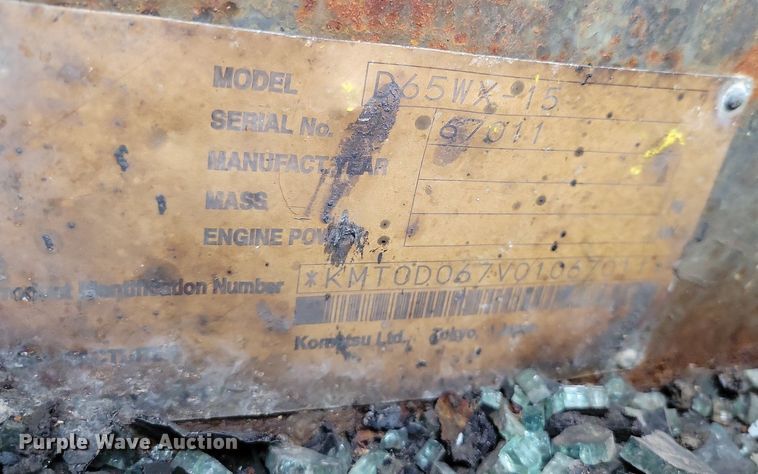 MODEL D65WX-15
SERIAL No. 67011
MANUFACT.YEAR
MASS
ENGINE
Identification Number *KMT0D067V01067011
Komatsu Ltd. Tokyo,
Purple Wave Auction